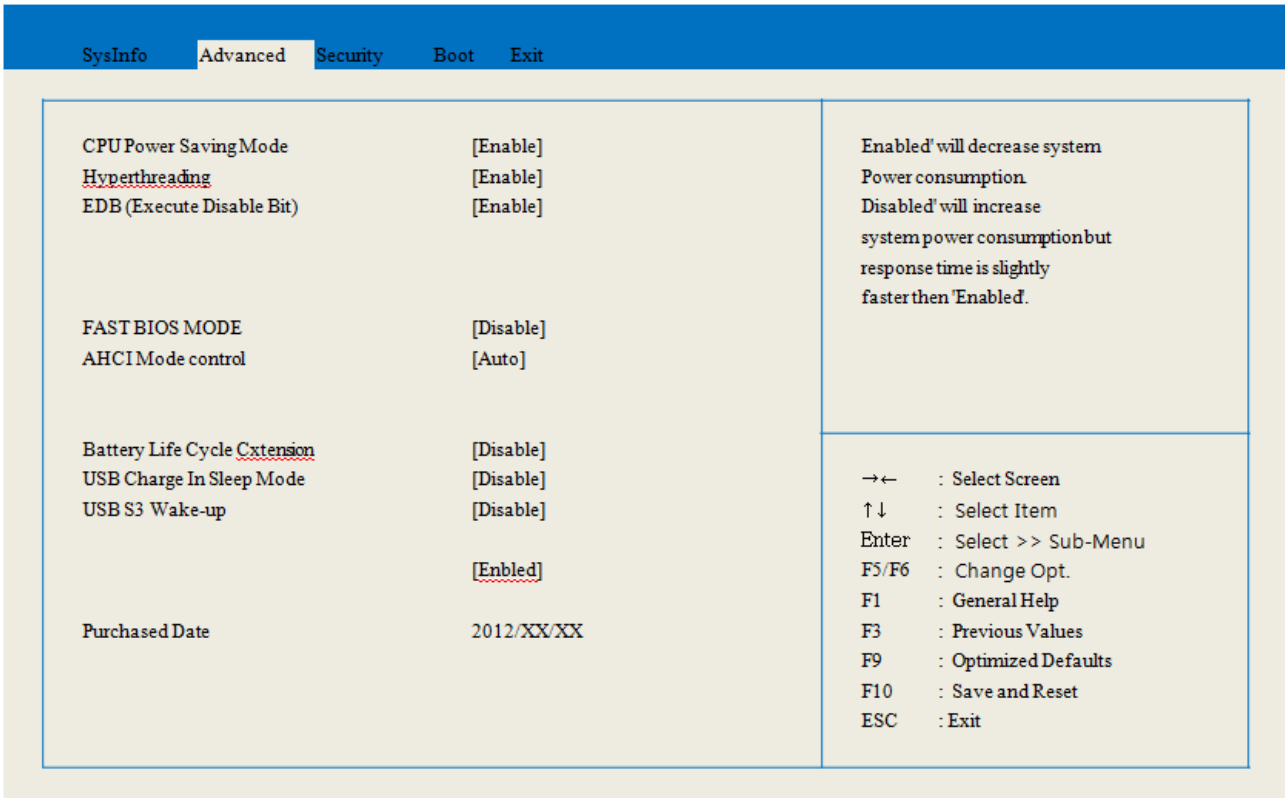 SysInfo Advanced Security Boot Exit
CPU Power Saving Mode [Enable]
Hyperthreading [Enable]
EDB (Execute Disable Bit) [Enable]
FAST BIOS MODE [Disable]
AHCI Mode control [Auto]
Battery Life Cycle Cxtension [Disable]
USB Charge In Sleep Mode [Disable]
USB S3 Wake-up [Disable]
[Enbled]
Purchased Date 2012/XX/XX
Enabled' will decrease system
Power consumption.
Disabled' will increase
system power consumption but
response time is slightly
faster then 'Enabled'.
→← : Select Screen
↑↓ : Select Item
Enter : Select >> Sub-Menu
F5/F6 : Change Opt.
F1 : General Help
F3 : Previous Values
F9 : Optimized Defaults
F10 : Save and Reset
ESC : Exit